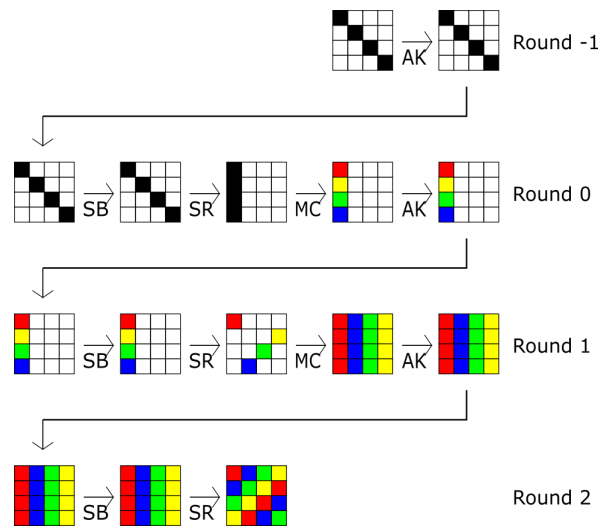 AK Round -1
SB SR MC AK Round 0
SB SR MC AK Round 1
SB SR Round 2